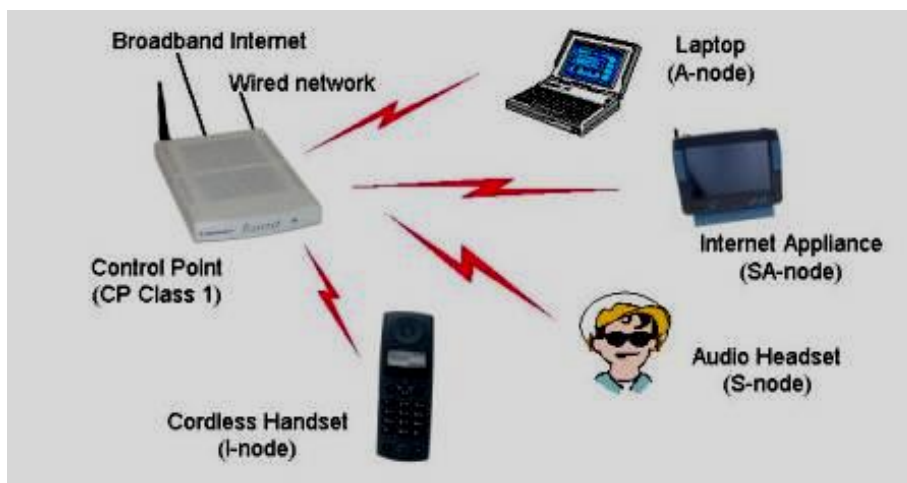 Broadband Internet
Wired network
Laptop
(A-node)
Internet Appliance
(SA-node)
Control Point
(CP Class 1)
Audio Headset
(S-node)
Cordless Handset
(I-node)